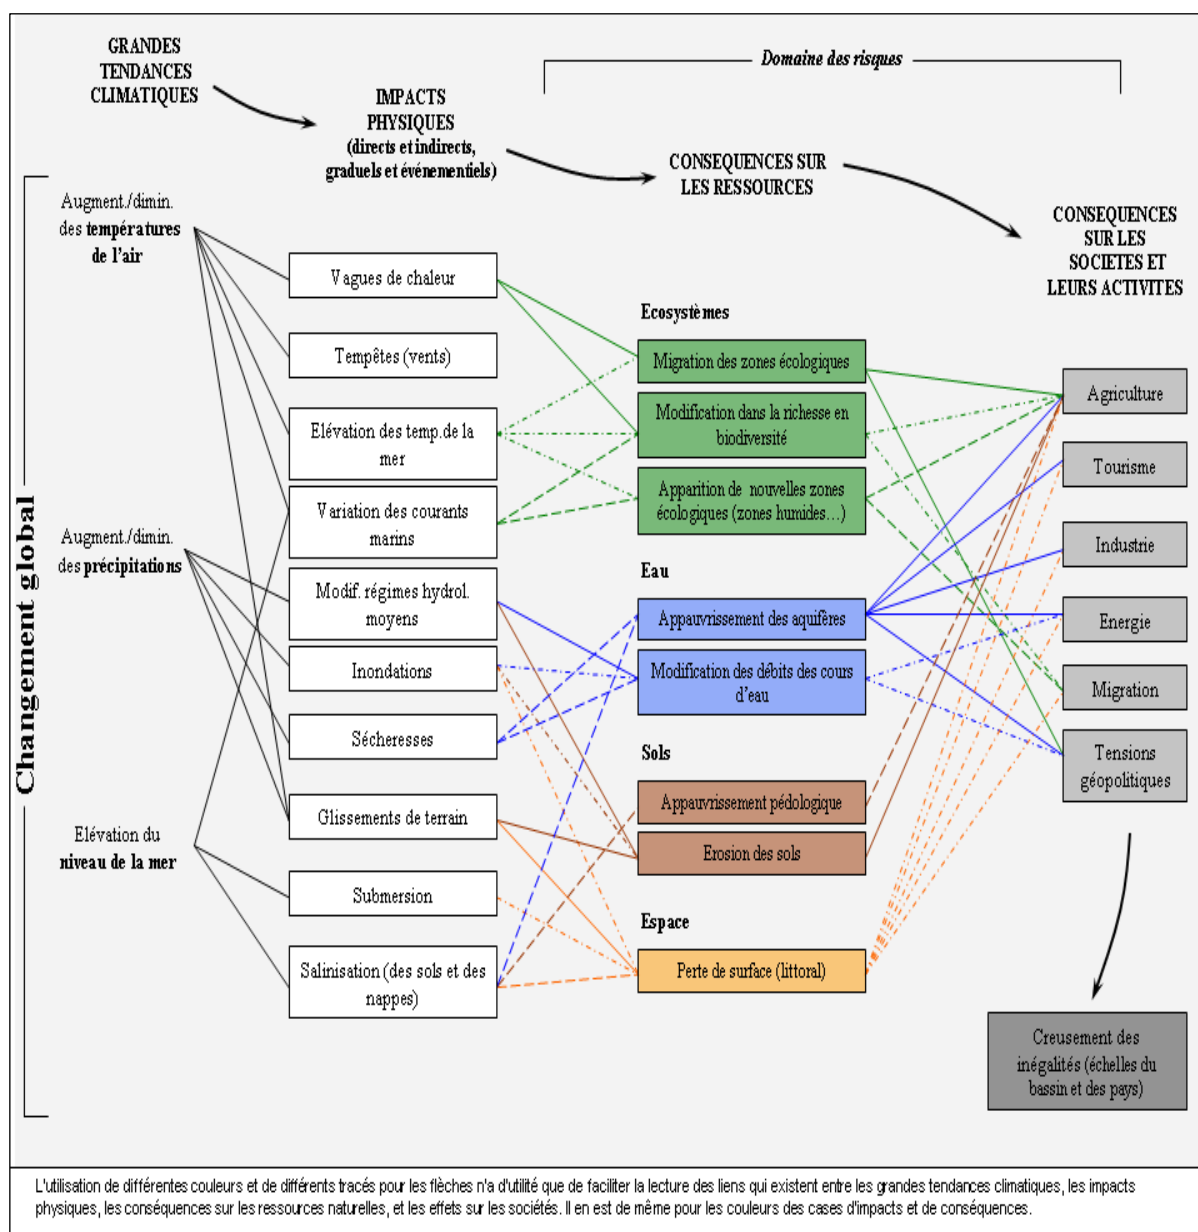 GRANDES
TENDANCES
CLIMATIQUES
IMPACTS
PHYSIQUES
(directs et indirects,
graduels et événementiels)
Domaine des risques
CONSEQUENCES SUR
LES RESSOURCES
CONSEQUENCES
SUR LES
SOCIETES ET
LEURS ACTIVITES
Changement global
Augment./dimin.
des températures
de l'air
Augment./dimin.
des précipitations
Elévation du
niveau de la mer
Vagues de chaleur
Tempêtes (vents)
Elévation des temp.de la
mer
Variation des courants
marins
Modif. régimes hydrol.
moyens
Inondations
Sécheresses
Glissements de terrain
Submersion
Salinisation (des sols et des
nappes)
Ecosystèmes
Migration des zones écologiques
Modification dans la richesse en
biodiversité
Apparition de nouvelles zones
écologiques (zones humides…)
Eau
Appauvrissement des aquifères
Modification des débits des cours
d'eau
Sols
Appauvrissement pédologique
Erosion des sols
Espace
Perte de surface (littoral)
Agriculture
Tourisme
Industrie
Energie
Migration
Tensions
géopolitiques
Creusement des
inégalités (échelles du
bassin et des pays)
L'utilisation de différentes couleurs et de différents tracés pour les flèches n'a d'utilité que de faciliter la lecture des liens qui existent entre les grandes tendances climatiques, les impacts
physiques, les conséquences sur les ressources naturelles, et les effets sur les sociétés. Il en est de même pour les couleurs des cases d'impacts et de conséquences.